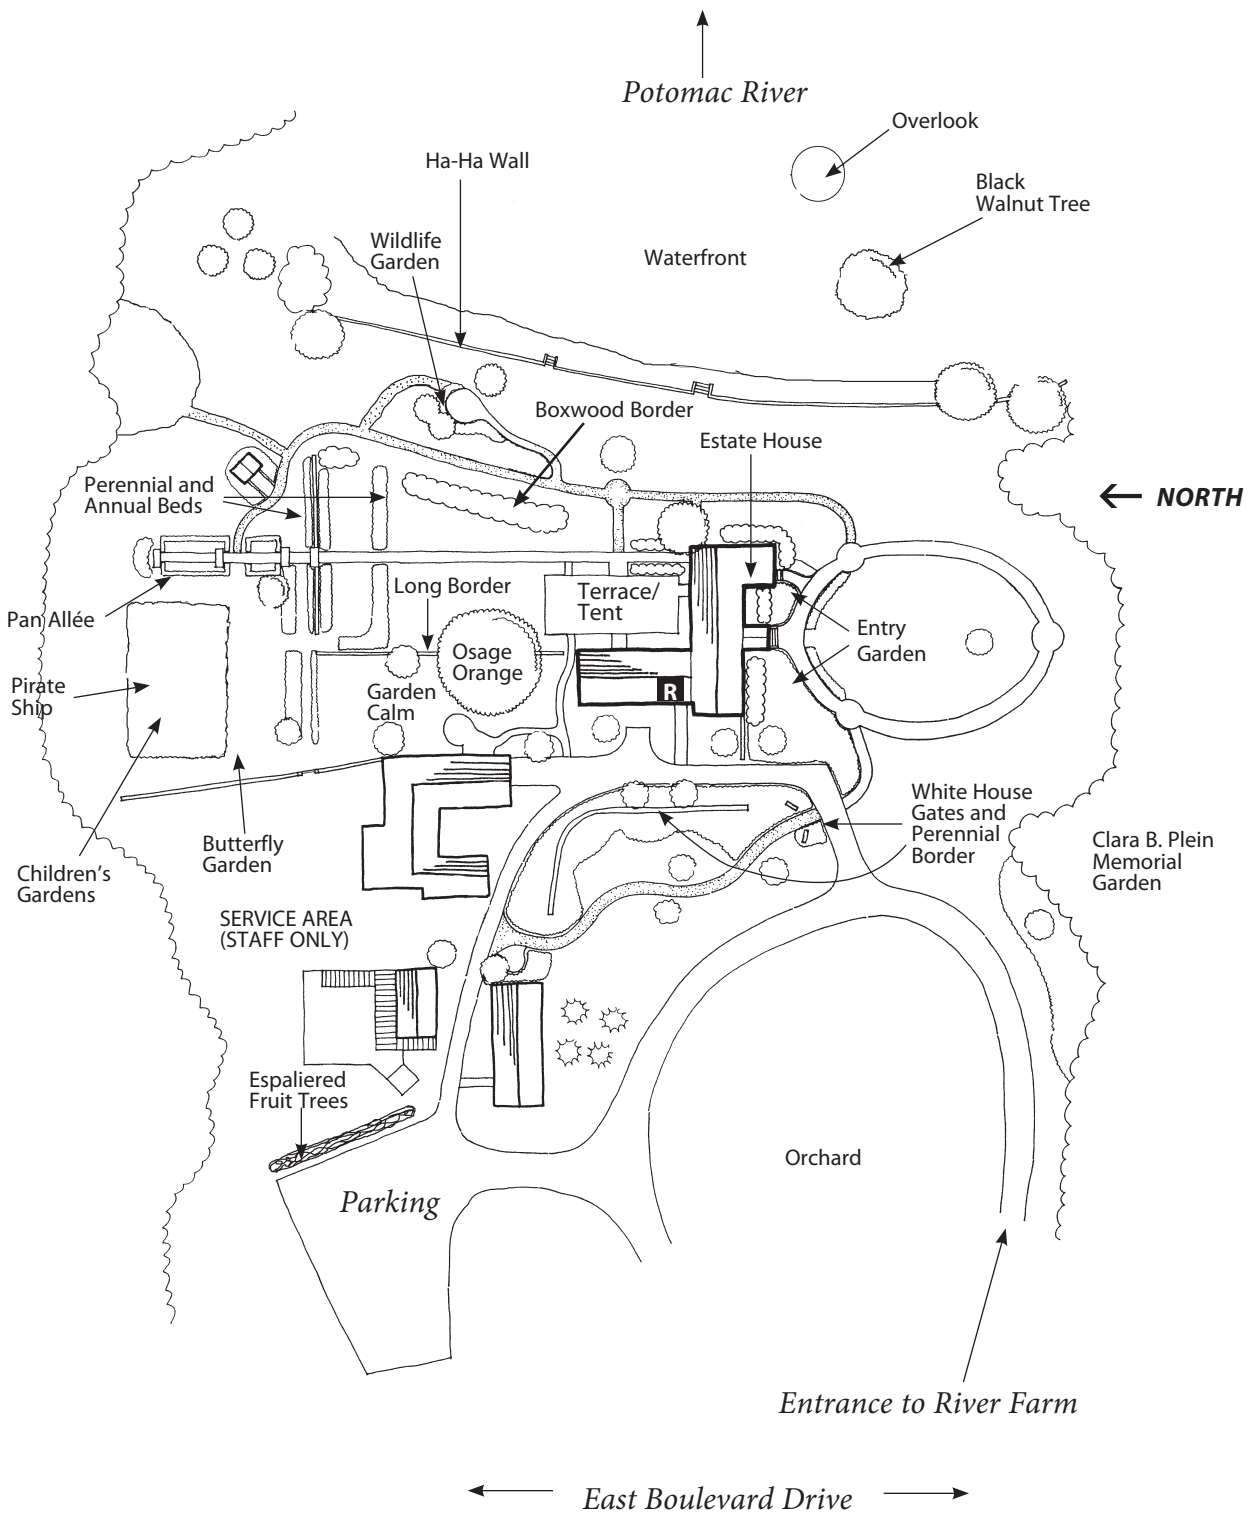 Potomac River
Overlook
Ha-Ha Wall
Black
Walnut Tree
Wildlife
Garden
Waterfront
Boxwood Border
Estate House
Perennial and
Annual Beds
NORTH
Long Border
Terrace/
Tent
Pan Allée
Entry
Garden
Osage
Orange
Pirate
Ship
Garden
Calm
R
White House
Gates and
Perennial
Border
Butterfly
Garden
Clara B. Plein
Memorial
Garden
Children's
Gardens
SERVICE AREA
(STAFF ONLY)
Espaliered
Fruit Trees
Orchard
Parking
Entrance to River Farm
East Boulevard Drive